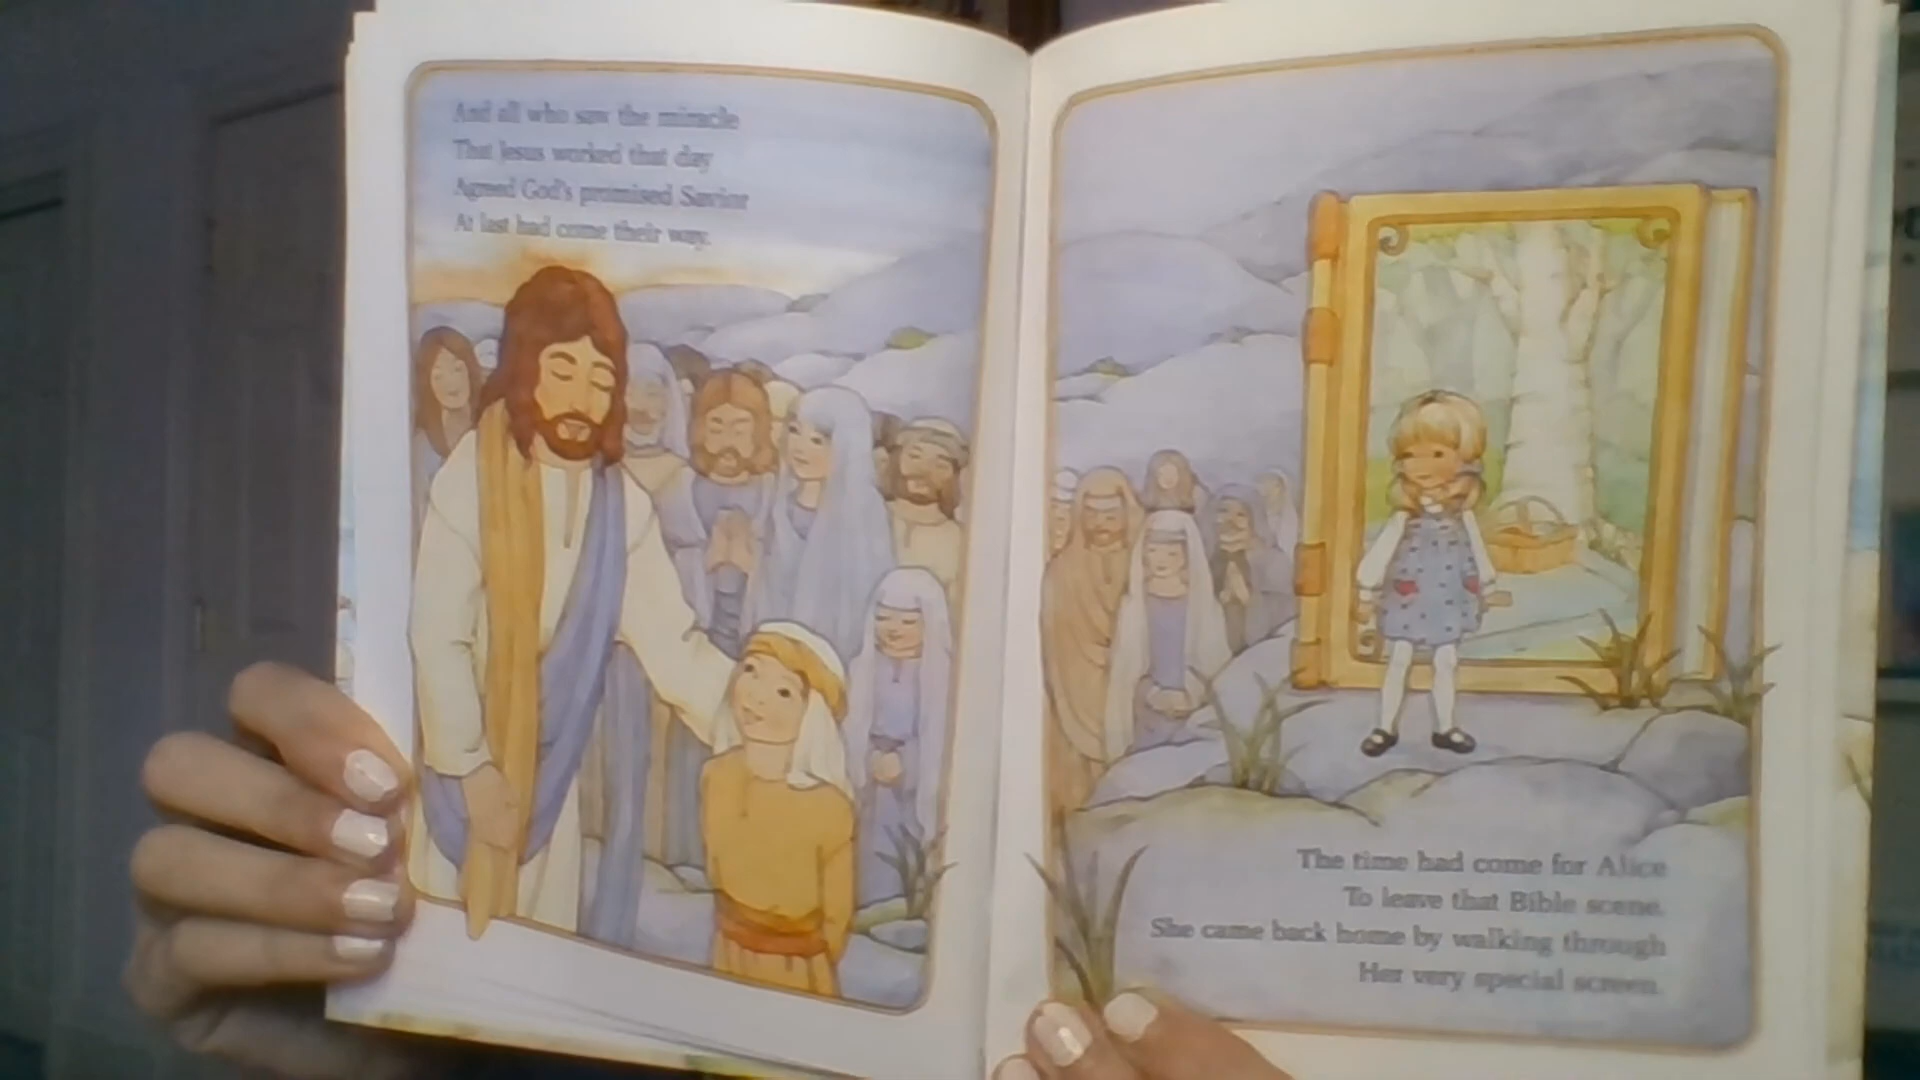 And all who saw the miracle
That Jesus worked that day
Agreed God's promised Savior
At last had come their way.
The time had come for Alice
To leave that Bible scene.
She came back home by walking through
Her very special screen.